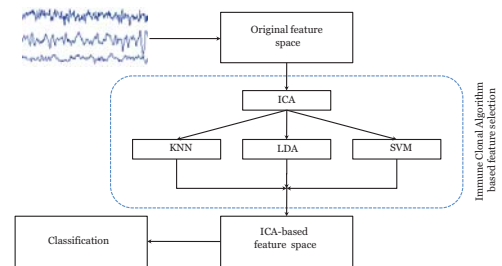 Original feature
space
ICA
KNN
LDA
SVM
Immune Clonal Algorithm
based feature selection
Classification
ICA-based
feature space